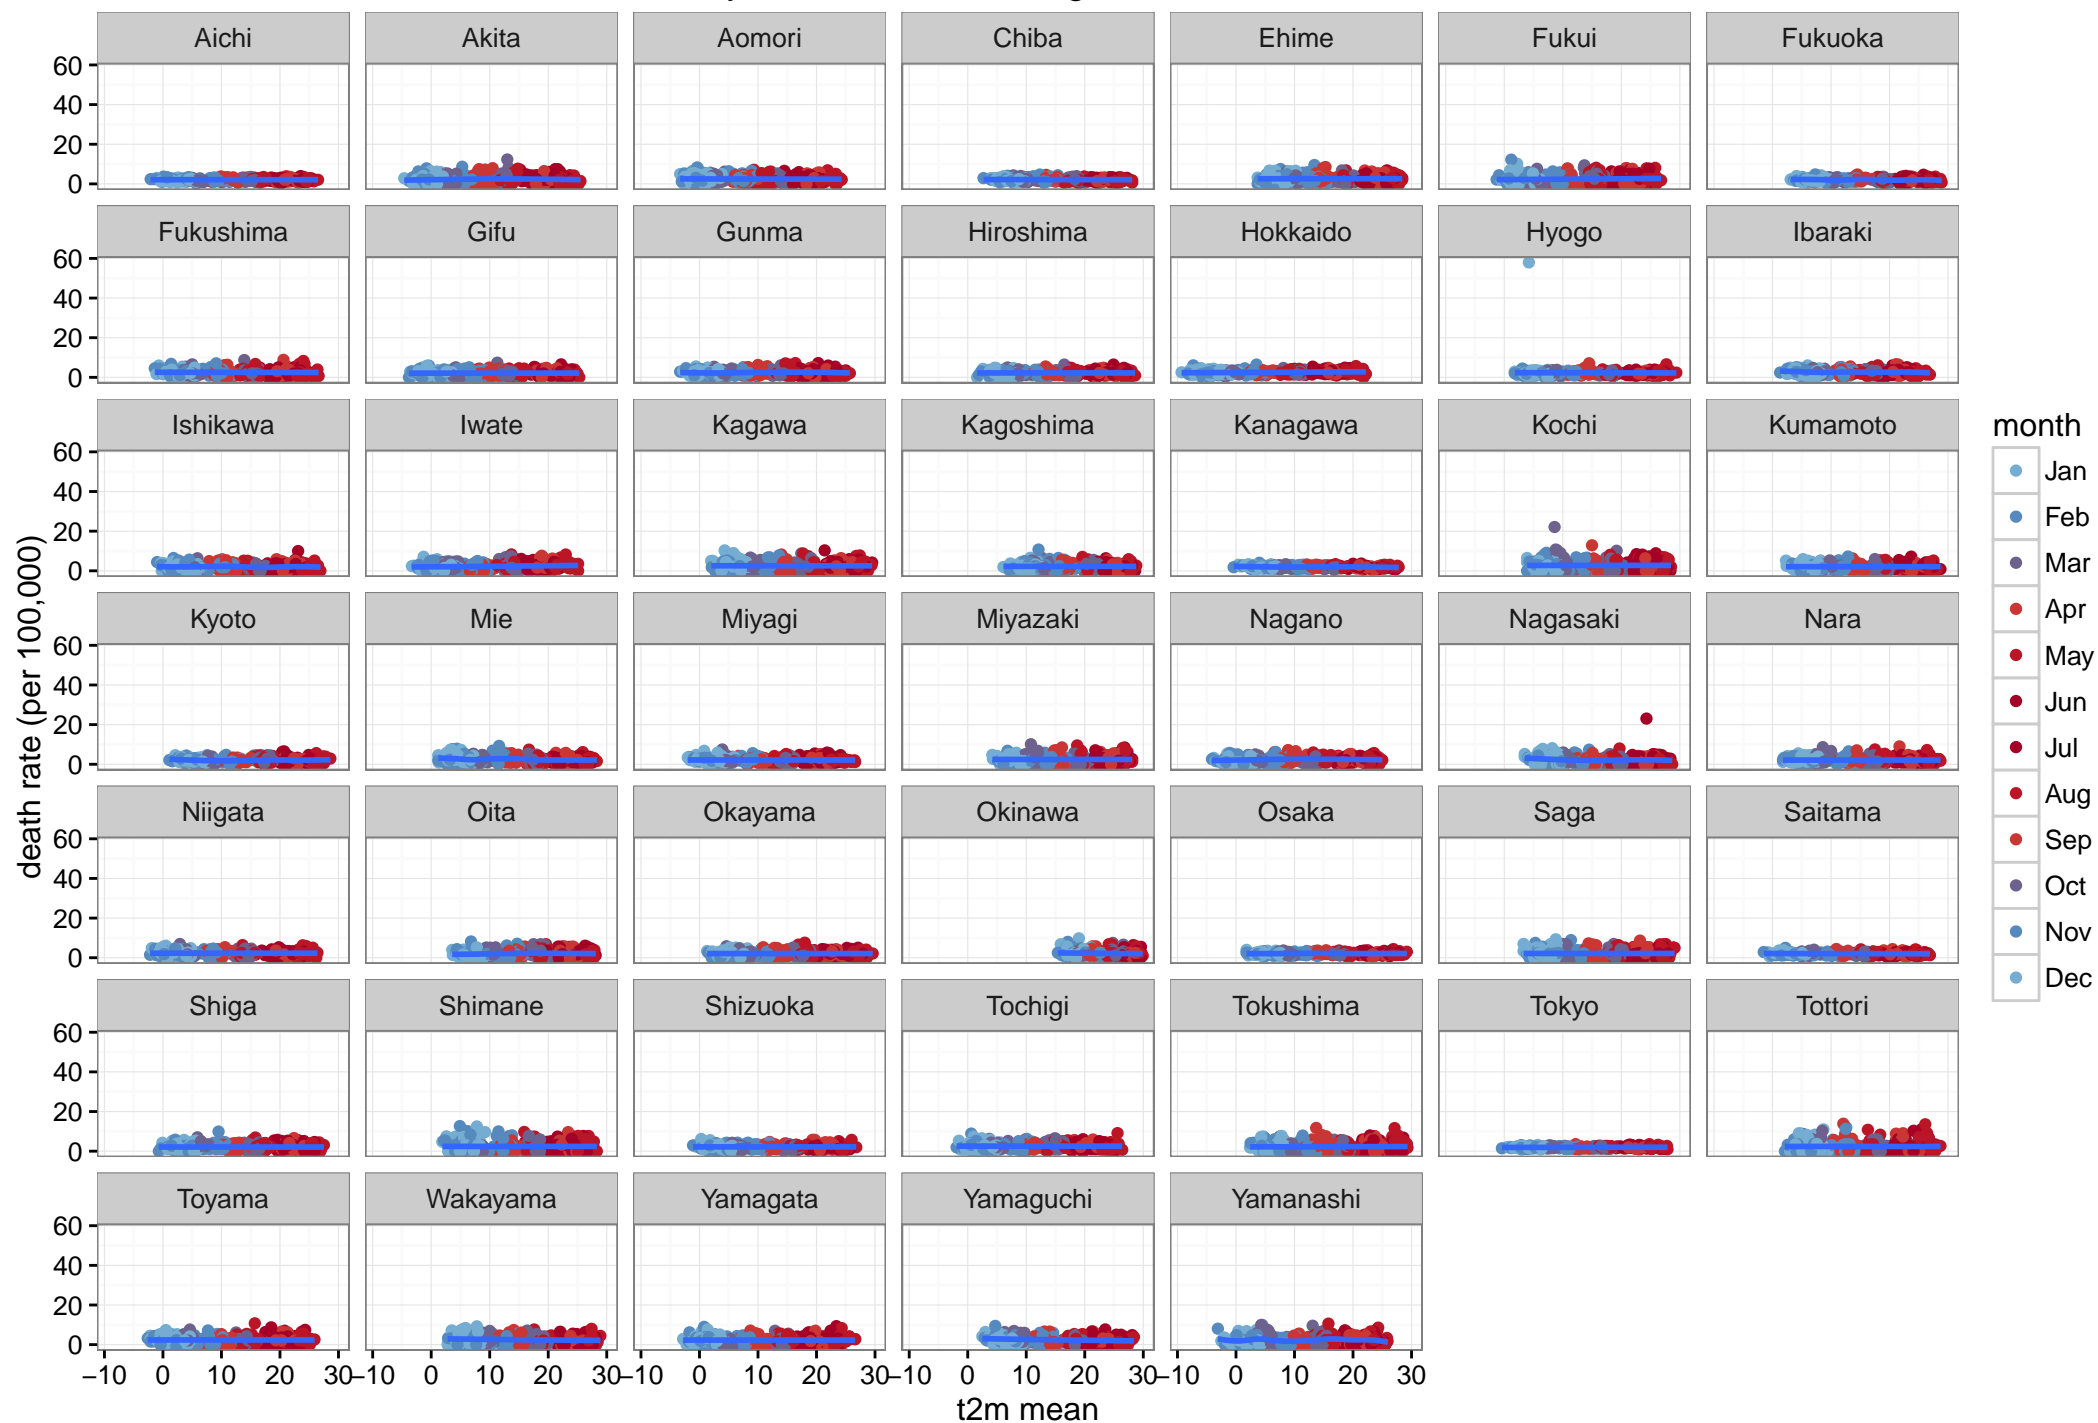 Aichi Akita Aomori Chiba Ehime Fukui Fukuoka
60
40
20
0
Fukushima Gifu Gunma Hiroshima Hokkaido Hyogo Ibaraki
60
40
20
0
Ishikawa Iwate Kagawa Kagoshima Kanagawa Kochi Kumamoto
60
40
20
0
Kyoto Mie Miyagi Miyazaki Nagano Nagasaki Nara
60
40
20
0
Niigata Oita Okayama Okinawa Osaka Saga Saitama
60
40
20
0
Shiga Shimane Shizuoka Tochigi Tokushima Tokyo Tottori
60
40
20
0
Toyama Wakayama Yamagata Yamaguchi Yamanashi
60
40
20
0
−10 0 10 20 30 −10 0 10 20 30 −10 0 10 20 30 −10 0 10 20 30 −10 0 10 20 30
t2m mean
death rate (per 100,000)
month
Jan
Feb
Mar
Apr
May
Jun
Jul
Aug
Sep
Oct
Nov
Dec